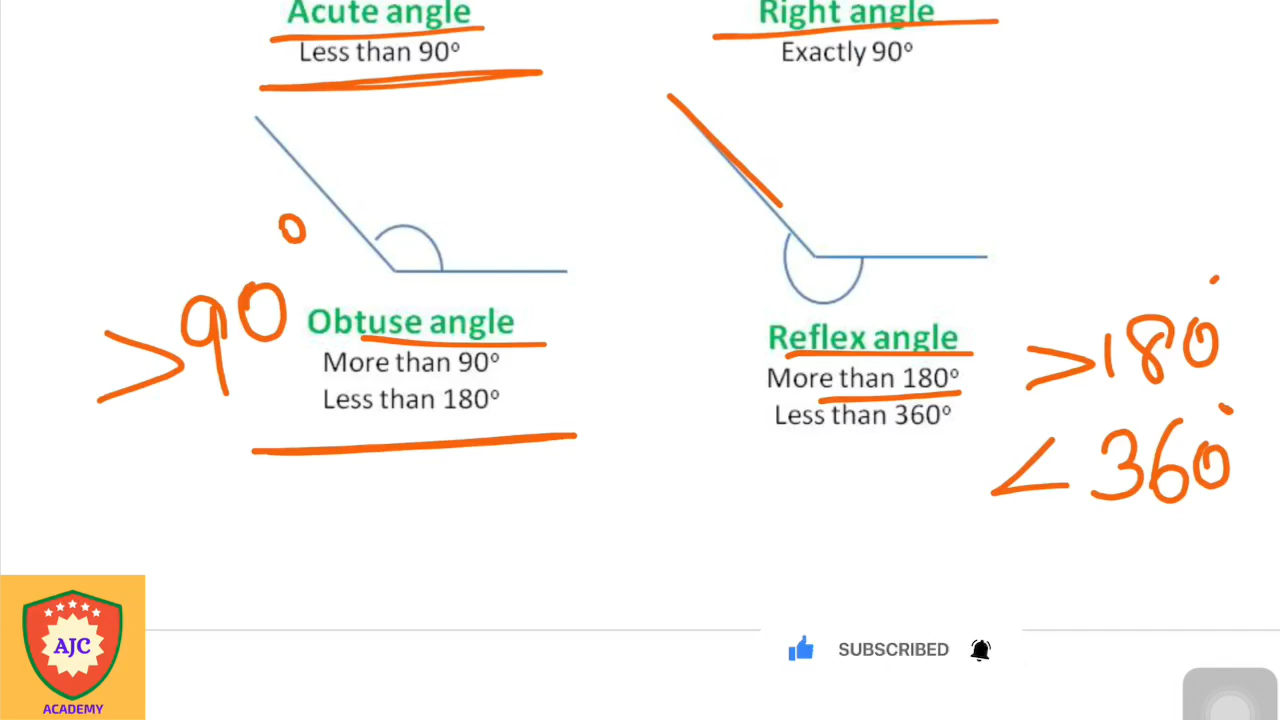 Acute angle
Less than 90°
Right angle
Exactly 90°
>90°
Obtuse angle
More than 90°
Less than 180°
Reflex angle
More than 180°
Less than 360°
>180°
<360°
AJC
ACADEMY
SUBSCRIBED